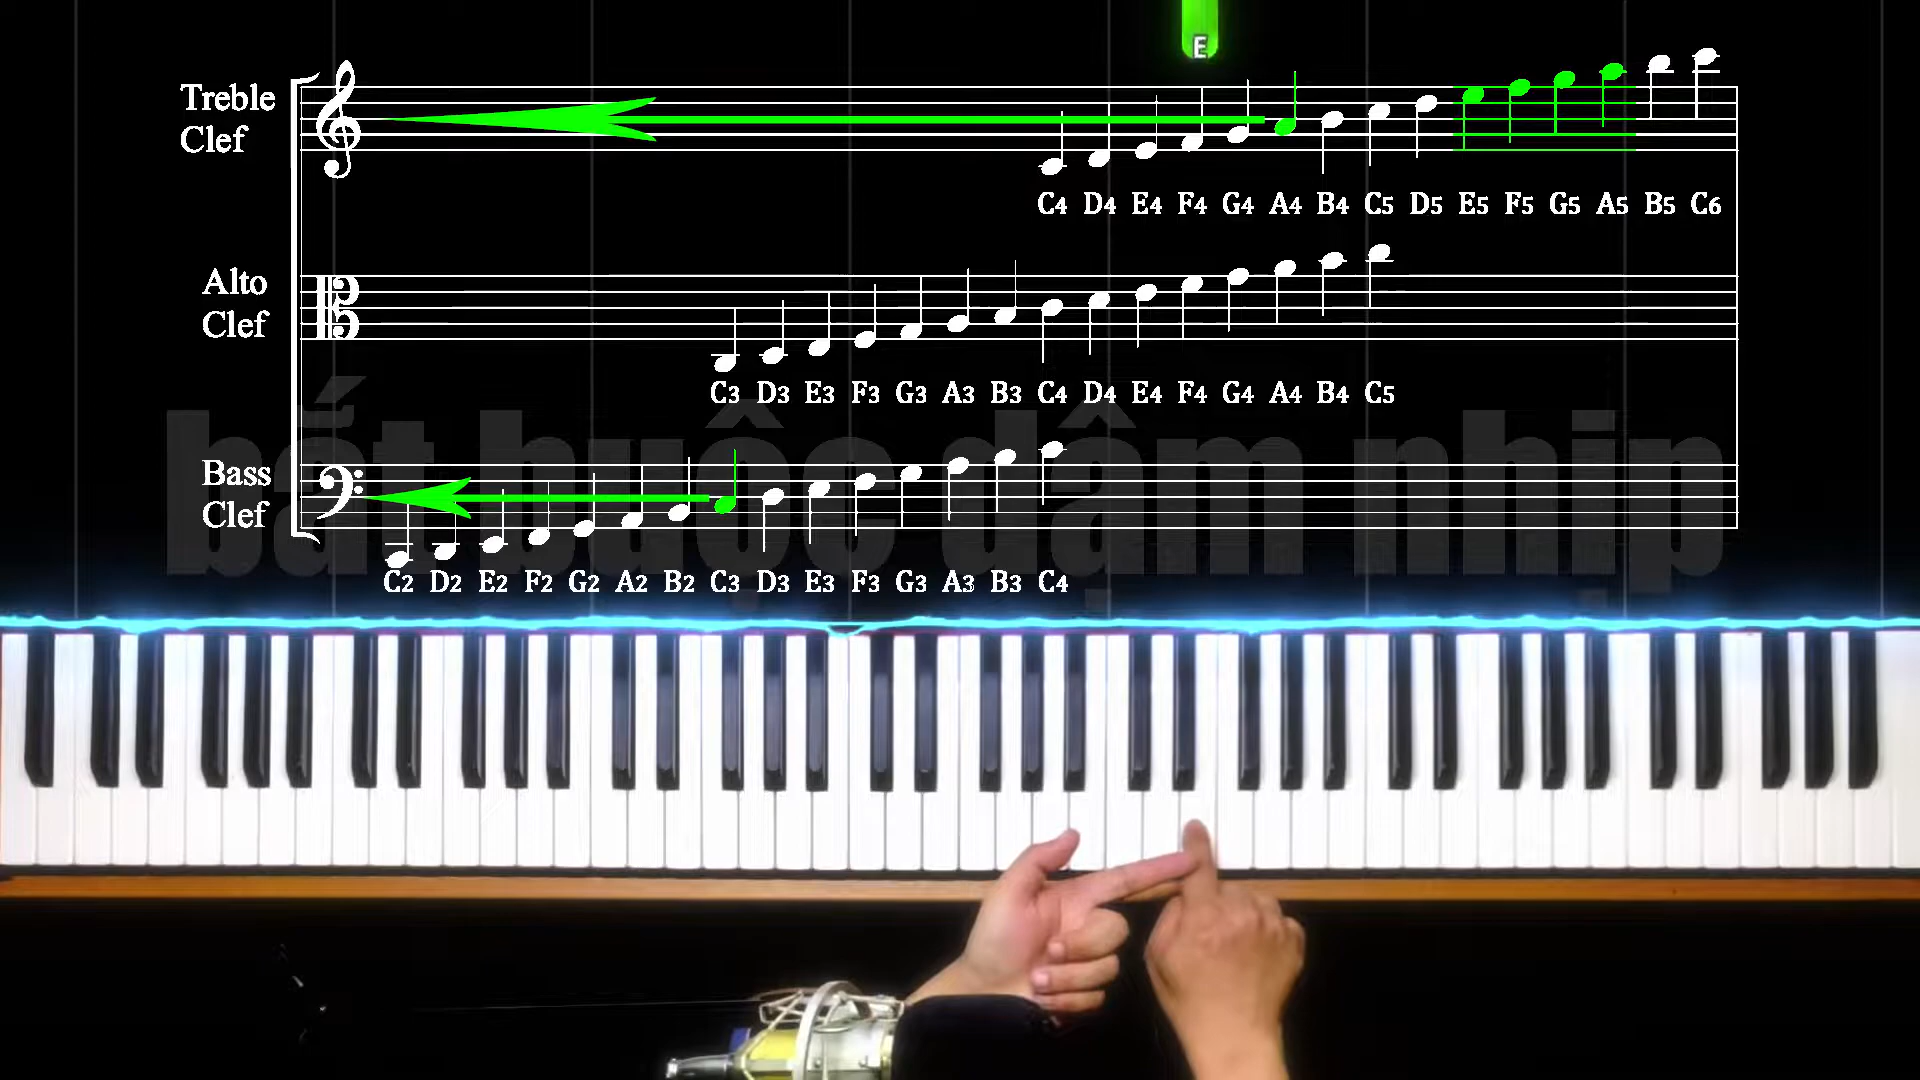 E
Treble
Clef
C4 D4 E4 F4 G4 A4 B4 C5 D5 E5 F5 G5 A5 B5 C6
Alto
Clef
C3 D3 E3 F3 G3 A3 B3 C4 D4 E4 F4 G4 A4 B4 C5
bắt buộc dậm nhịp
Bass
Clef
C2 D2 E2 F2 G2 A2 B2 C3 D3 E3 F3 G3 A3 B3 C4